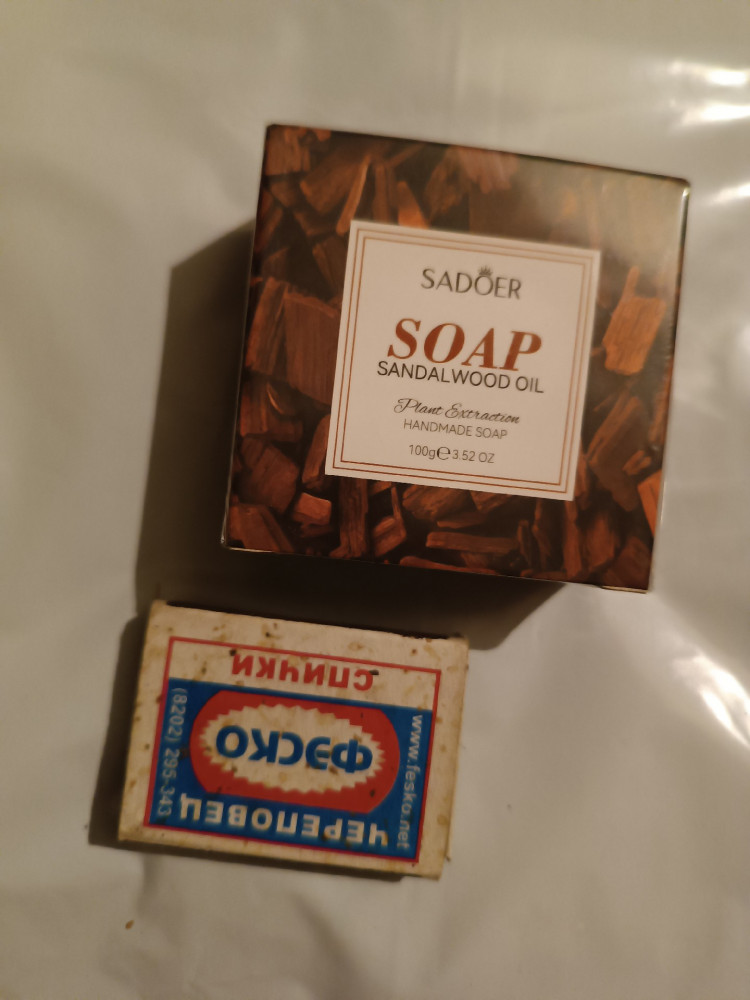 SADOER
SOAP
SANDALWOOD OIL
Plant Extraction
HANDMADE SOAP
100g℮3.52 OZ
ЧЕРЕПОВЕЦ
ФЭСКО
СПИЧКИ
www.fesko.net
(8202) 295-343